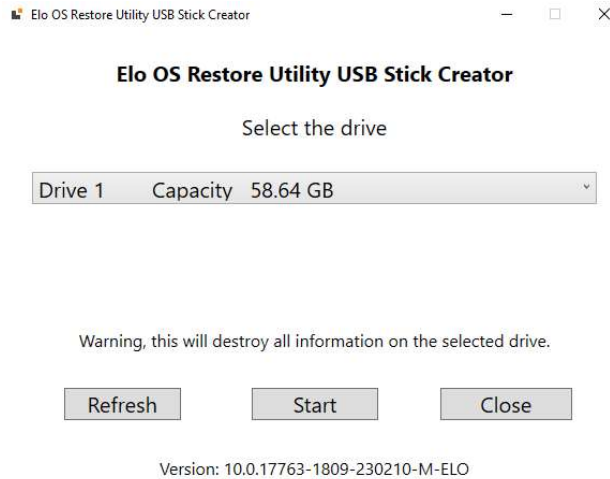 Elo OS Restore Utility USB Stick Creator
Elo OS Restore Utility USB Stick Creator
Select the drive
Drive 1 Capacity 58.64 GB
Warning, this will destroy all information on the selected drive.
Refresh Start Close
Version: 10.0.17763-1809-230210-M-ELO